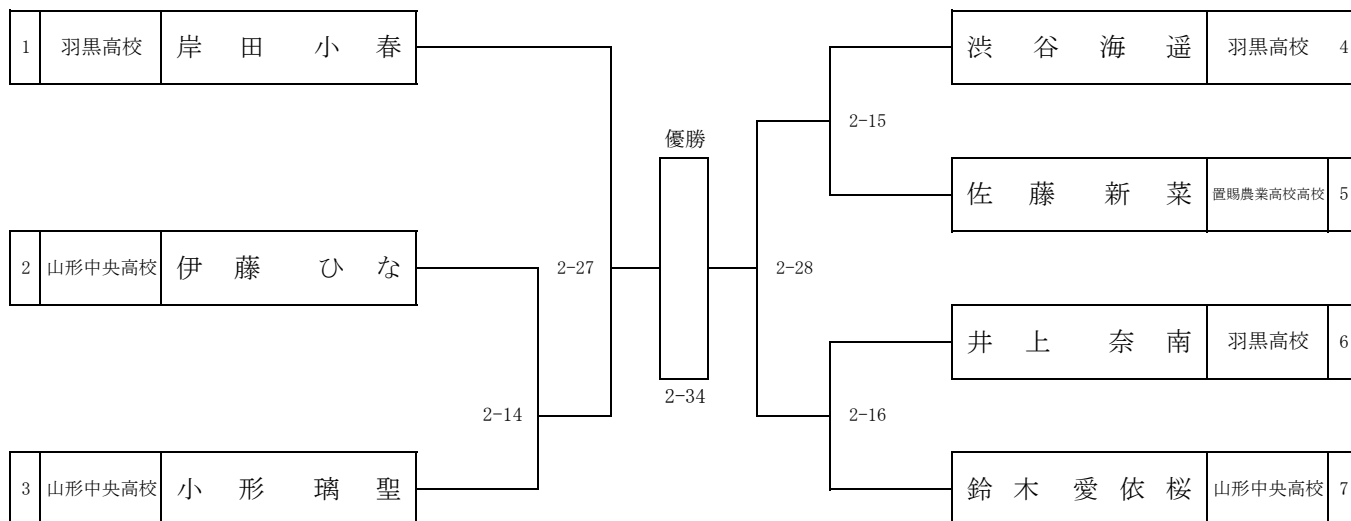 1 羽黒高校 岸田小春
渋谷海遥 羽黒高校 4
2-15
優勝
佐藤新菜 置賜農業高校高校 5
2 山形中央高校 伊藤ひな
2-27
2-28
井上奈南 羽黒高校 6
2-34
2-14
2-16
3 山形中央高校 小形璃聖
鈴木愛依桜 山形中央高校 7